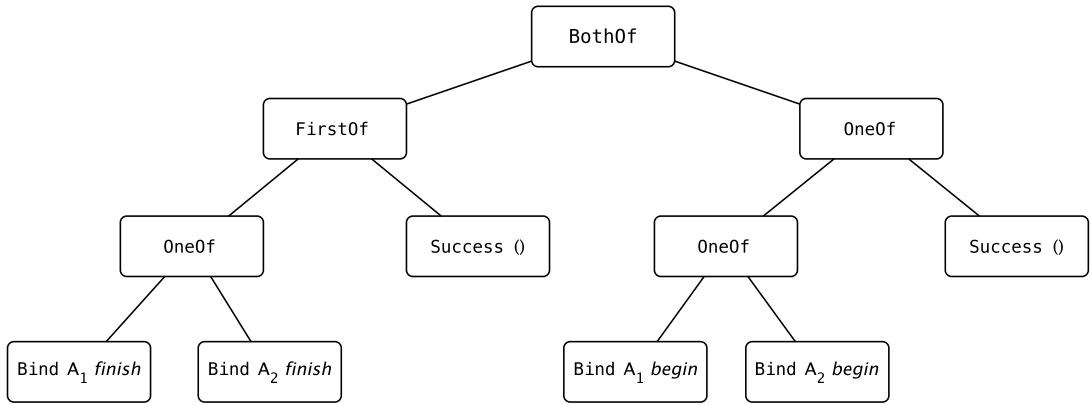 BothOf
FirstOf
OneOf
OneOf
Success ()
OneOf
Success ()
Bind A₁ finish
Bind A₂ finish
Bind A₁ begin
Bind A₂ begin